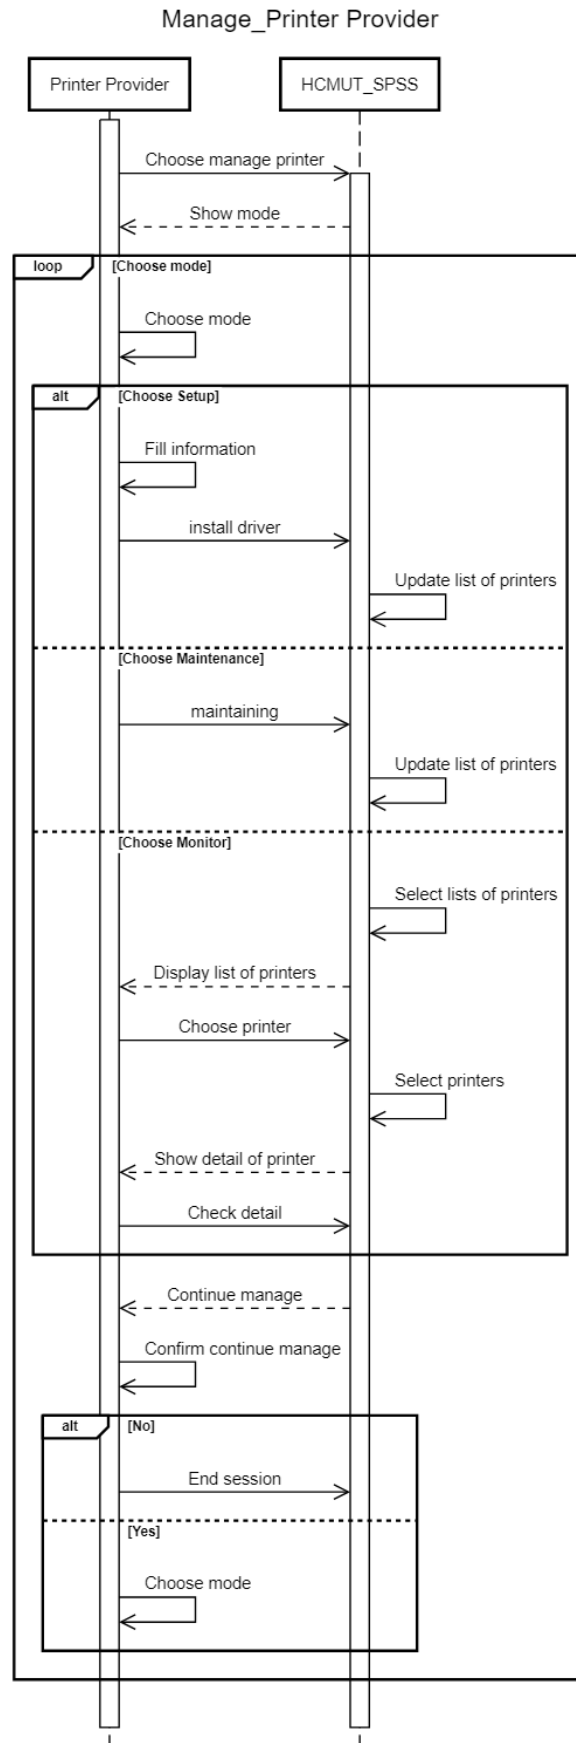 Manage_Printer Provider
Printer Provider
HCMUT_SPSS
Choose manage printer
Show mode
loop
[Choose mode]
Choose mode
alt
[Choose Setup]
Fill information
install driver
Update list of printers
[Choose Maintenance]
maintaining
Update list of printers
[Choose Monitor]
Select lists of printers
Display list of printers
Choose printer
Select printers
Show detail of printer
Check detail
Continue manage
Confirm continue manage
alt
[No]
End session
[Yes]
Choose mode